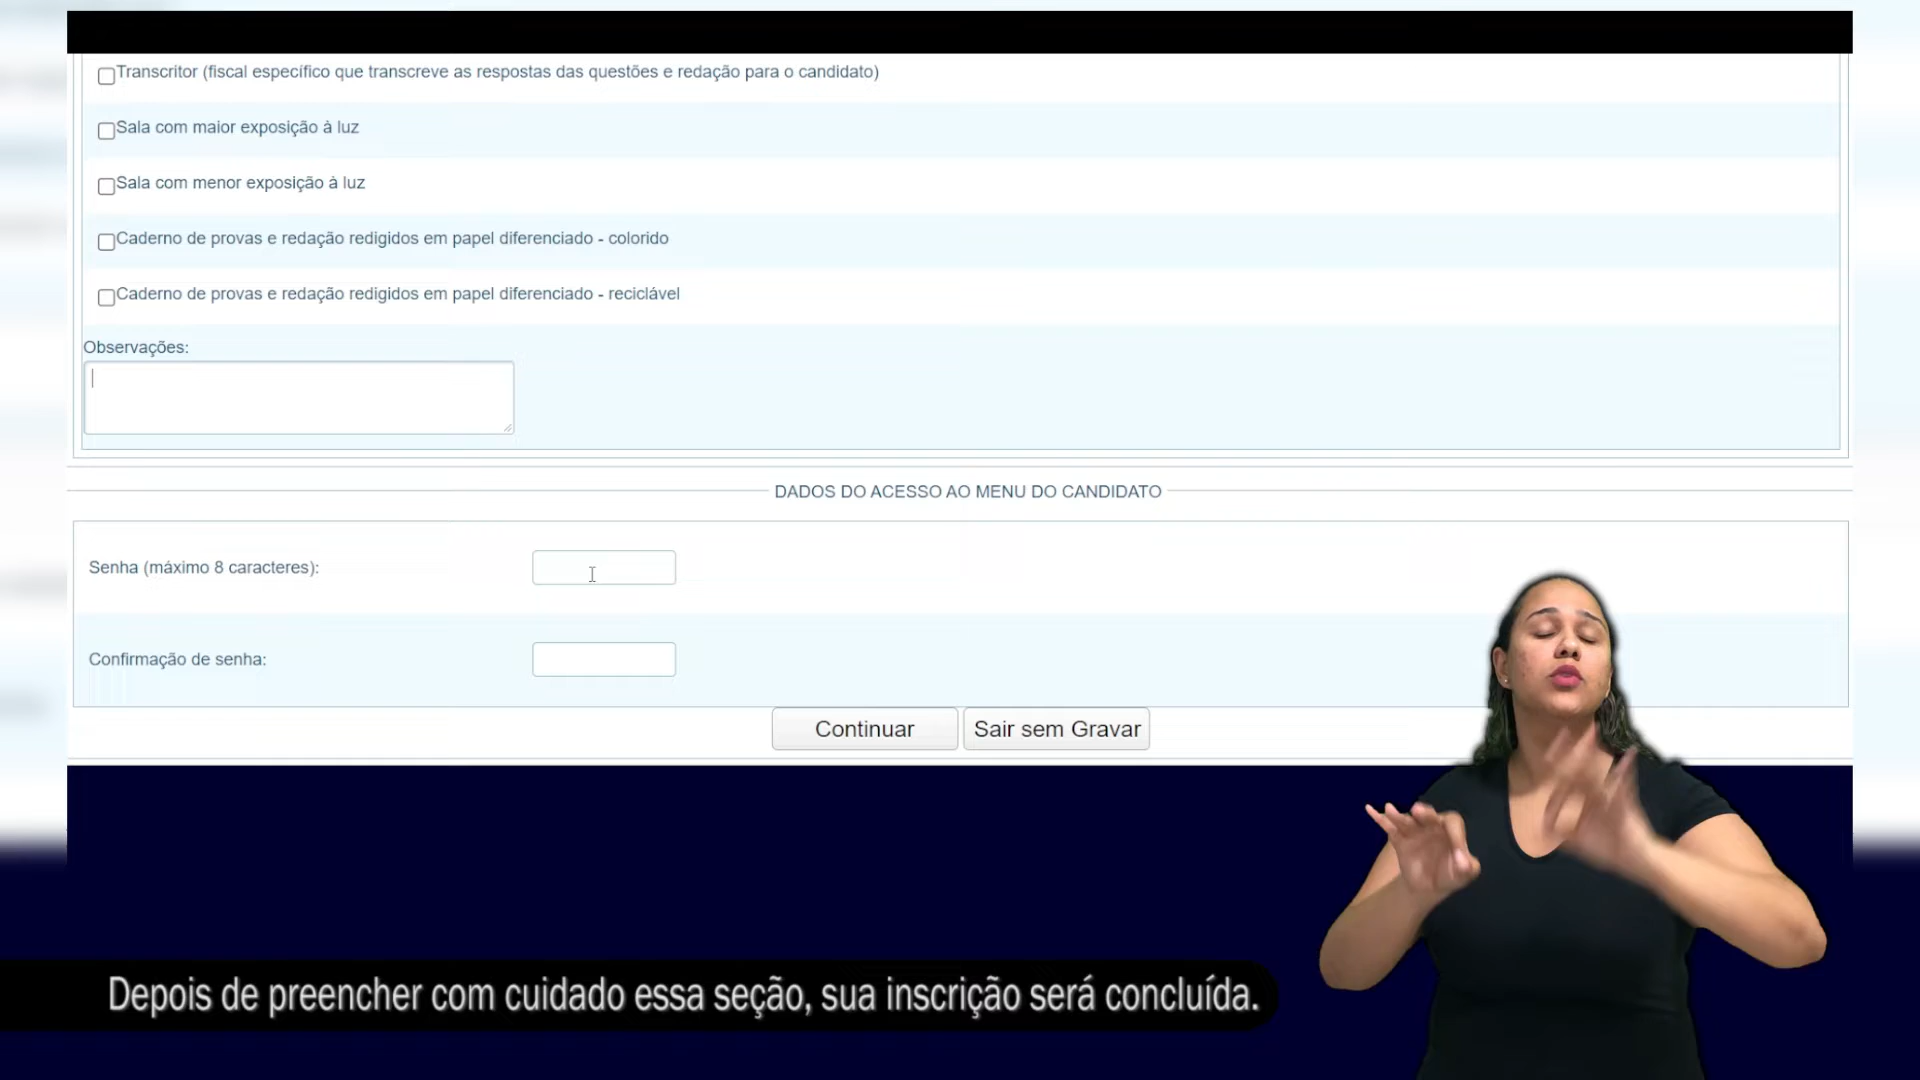 Transcritor (fiscal específico que transcreve as respostas das questões e redação para o candidato)
Sala com maior exposição à luz
Sala com menor exposição à luz
Caderno de provas e redação redigidos em papel diferenciado - colorido
Caderno de provas e redação redigidos em papel diferenciado - reciclável
Observações:
DADOS DO ACESSO AO MENU DO CANDIDATO
Senha (máximo 8 caracteres):
Confirmação de senha:
Continuar Sair sem Gravar
Depois de preencher com cuidado essa seção, sua inscrição será concluída.